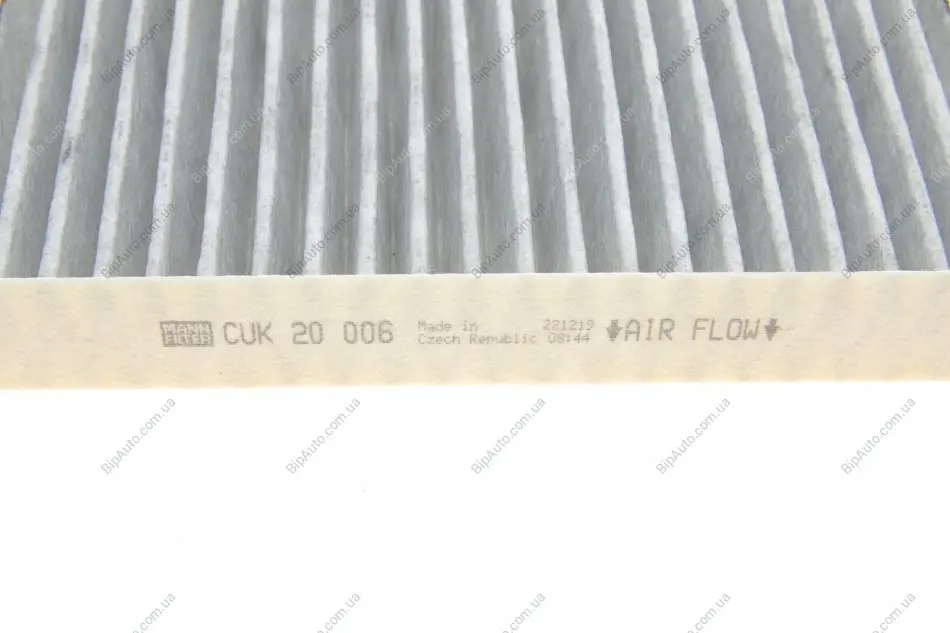 MANN
FILTER
CUK 20 006
Made in 221219
Czech Republic 08:44
AIR FLOW
BipAuto.com.ua